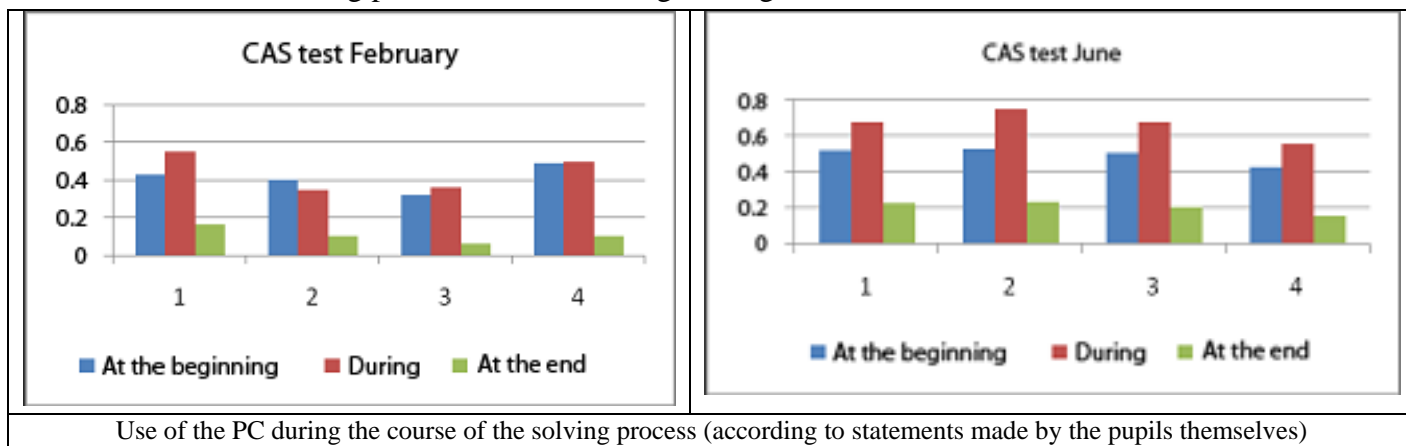 CAS test February
0.8
0.6
0.4
0.2
0
1 2 3 4
At the beginning During At the end
CAS test June
0.8
0.6
0.4
0.2
0
1 2 3 4
At the beginning During At the end
Use of the PC during the course of the solving process (according to statements made by the pupils themselves)